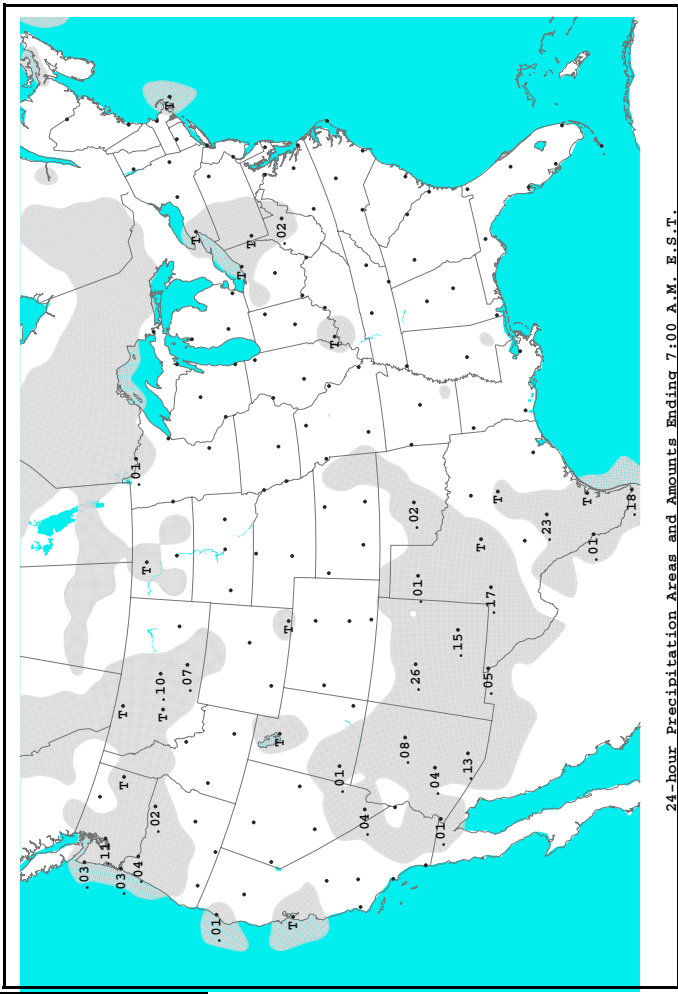 .03
.11
.03
T
T
.01
.04
T
.02
.10
T
T
.07
T
.01
T
T
T
.02
T
T
T
.01
.04
.08
.02
.26
.01
.04
.01
.15
.13
T
.05
.17
T
.23
T
.01
.18
24-hour Precipitation Areas and Amounts Ending 7:00 A.M. E.S.T.